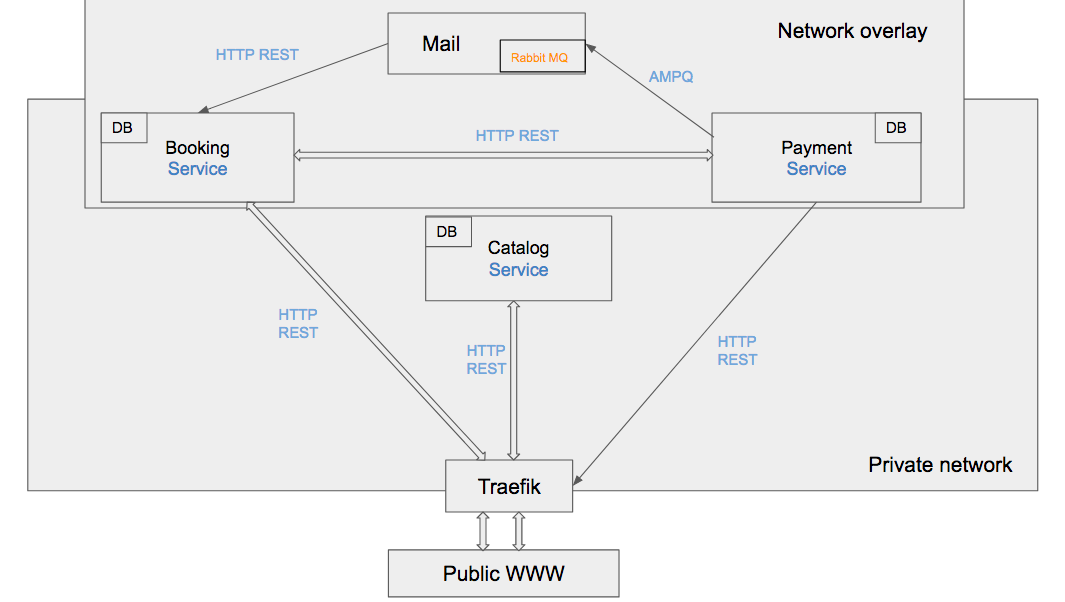 Network overlay
Mail
Rabbit MQ
HTTP REST
AMPQ
DB
Booking
Service
HTTP REST
DB
Payment
Service
DB
Catalog
Service
HTTP
REST
HTTP
REST
HTTP
REST
Private network
Traefik
Public WWW